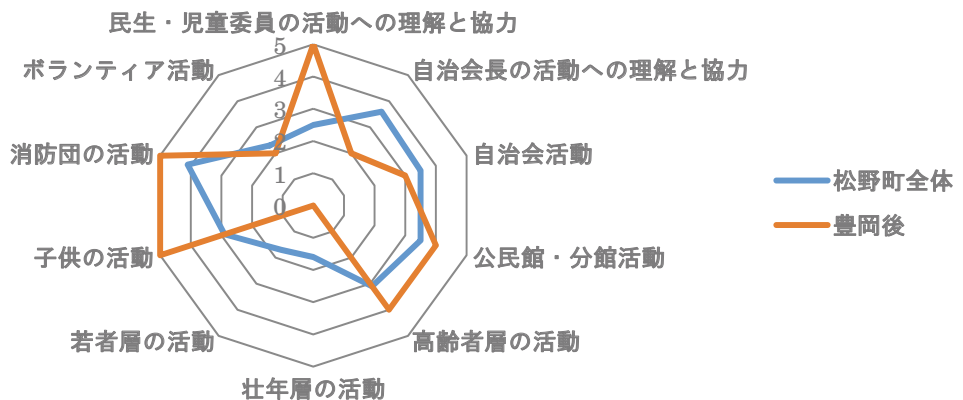 民生・児童委員の活動への理解と協力
自治会長の活動への理解と協力
自治会活動
公民館・分館活動
高齢者層の活動
壮年層の活動
若者層の活動
子供の活動
消防団の活動
ボランティア活動
5
4
3
2
1
0
松野町全体
豊岡後